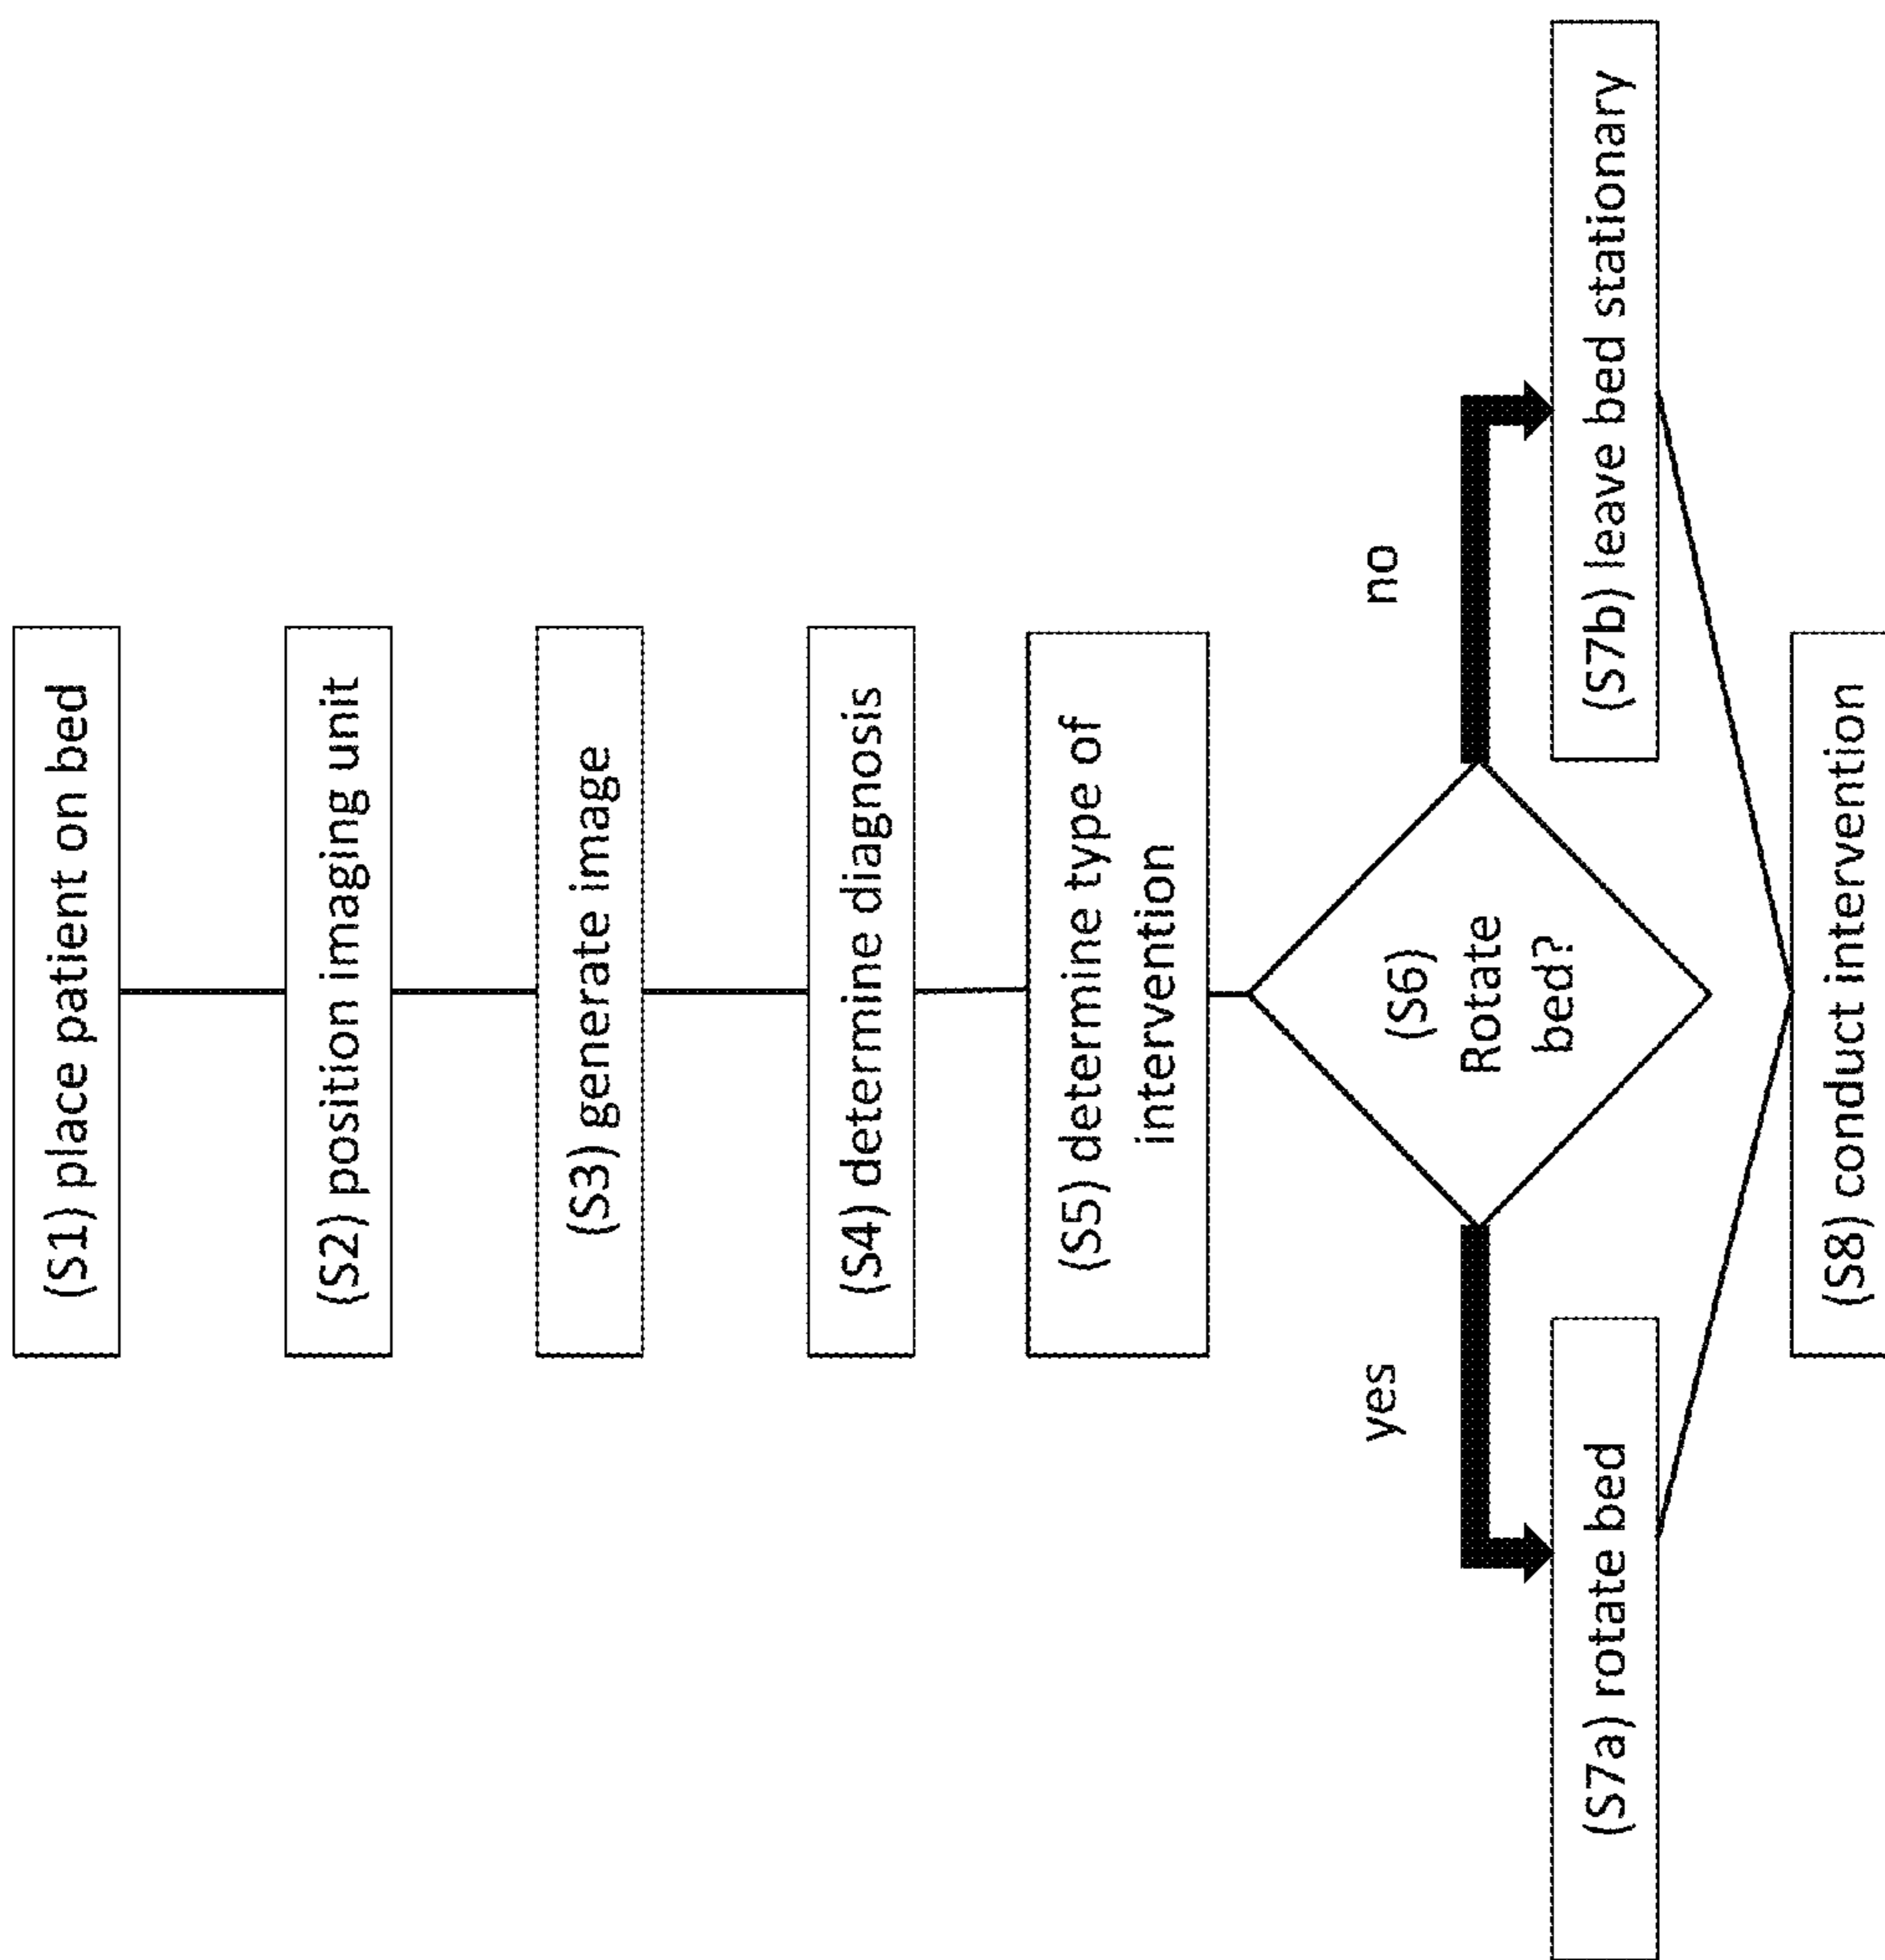 (S1) place patient on bed
(S2) position imaging unit
(S3) generate image
(S4) determine diagnosis
(S5) determine type of
intervention
(S6)
Rotate
bed?
yes
no
(S7a) rotate bed
(S7b) leave bed stationary
(S8) conduct intervention